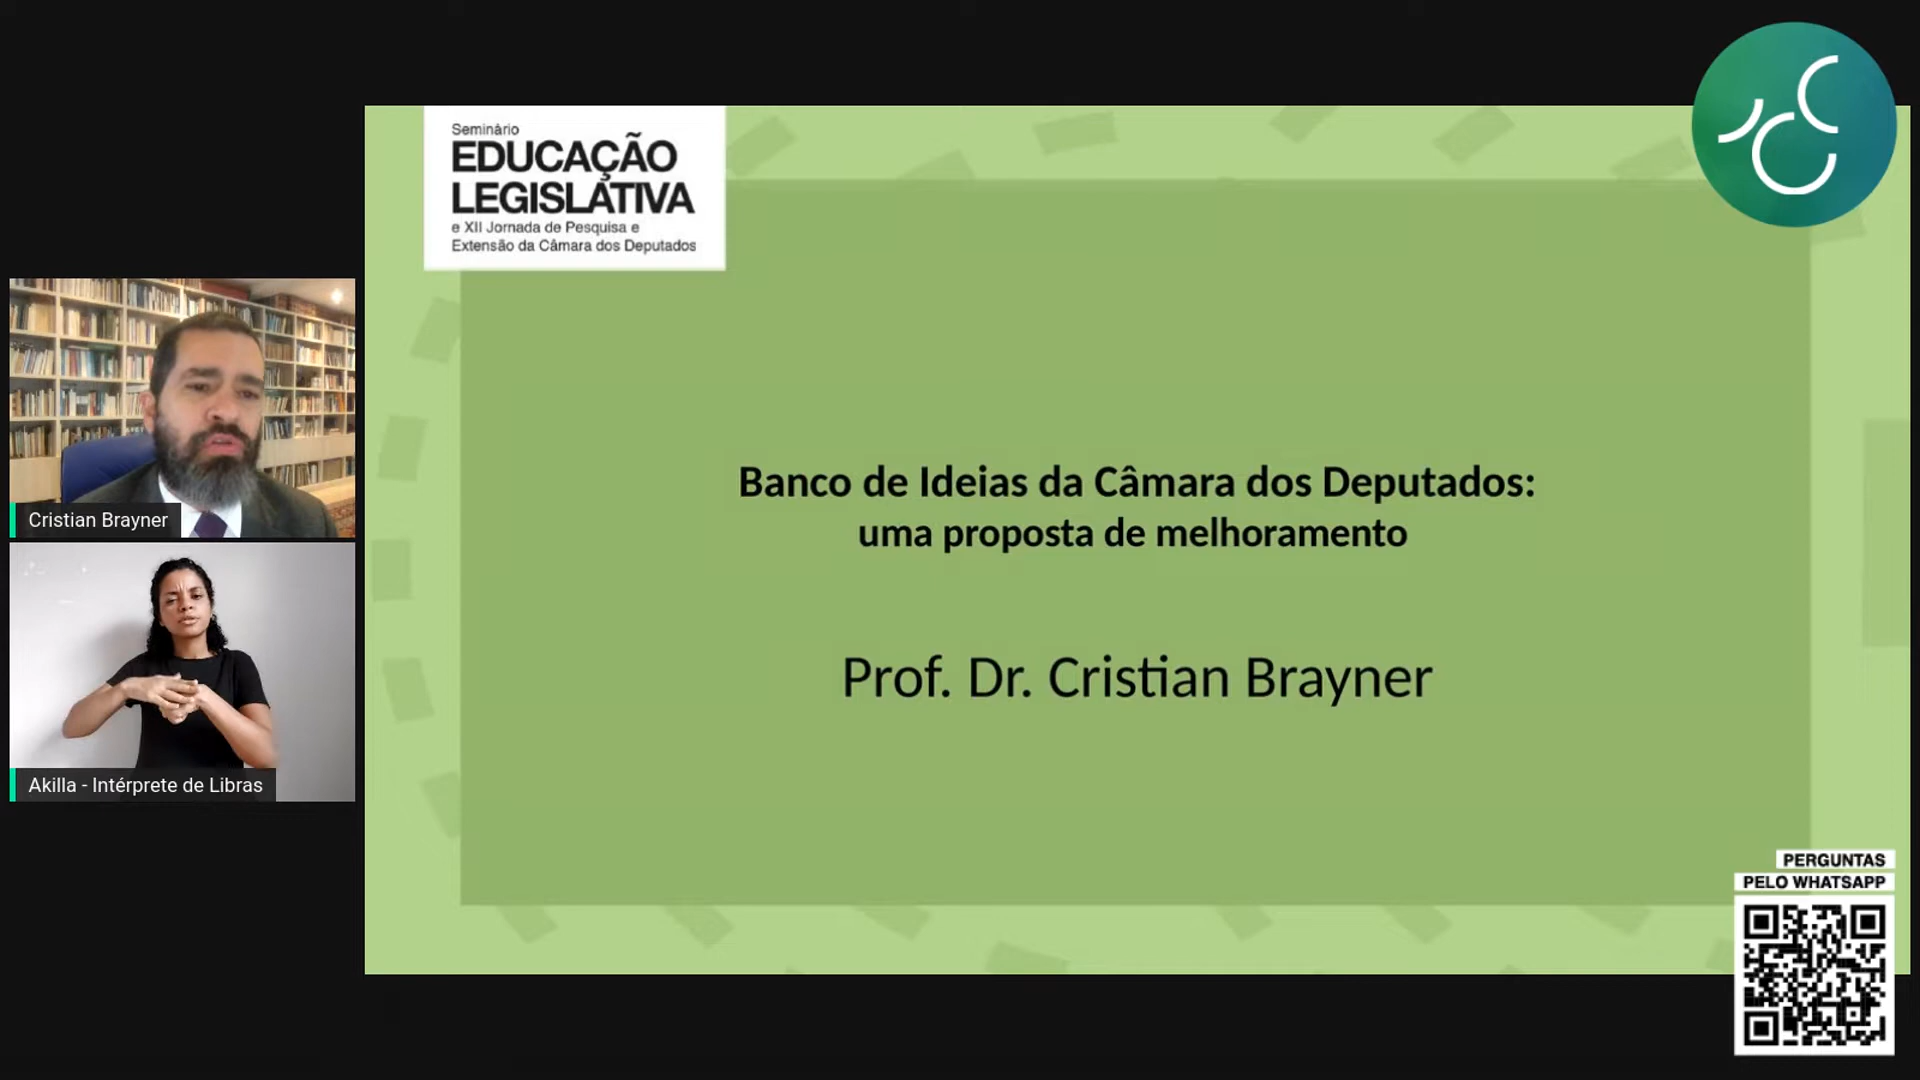 Seminário
EDUCAÇÃO
LEGISLATIVA
e XII Jornada de Pesquisa e
Extensão da Câmara dos Deputados
Cristian Brayner
Akilla - Intérprete de Libras
Banco de Ideias da Câmara dos Deputados:
uma proposta de melhoramento
Prof. Dr. Cristian Brayner
PERGUNTAS
PELO WHATSAPP